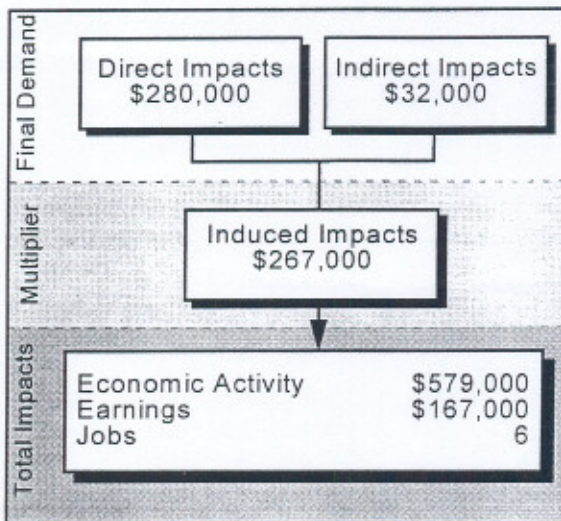 Final Demand
Direct Impacts
$280,000
Indirect Impacts
$32,000
Multiplier
Induced Impacts
$267,000
Total Impacts
Economic Activity $579,000
Earnings $167,000
Jobs 6